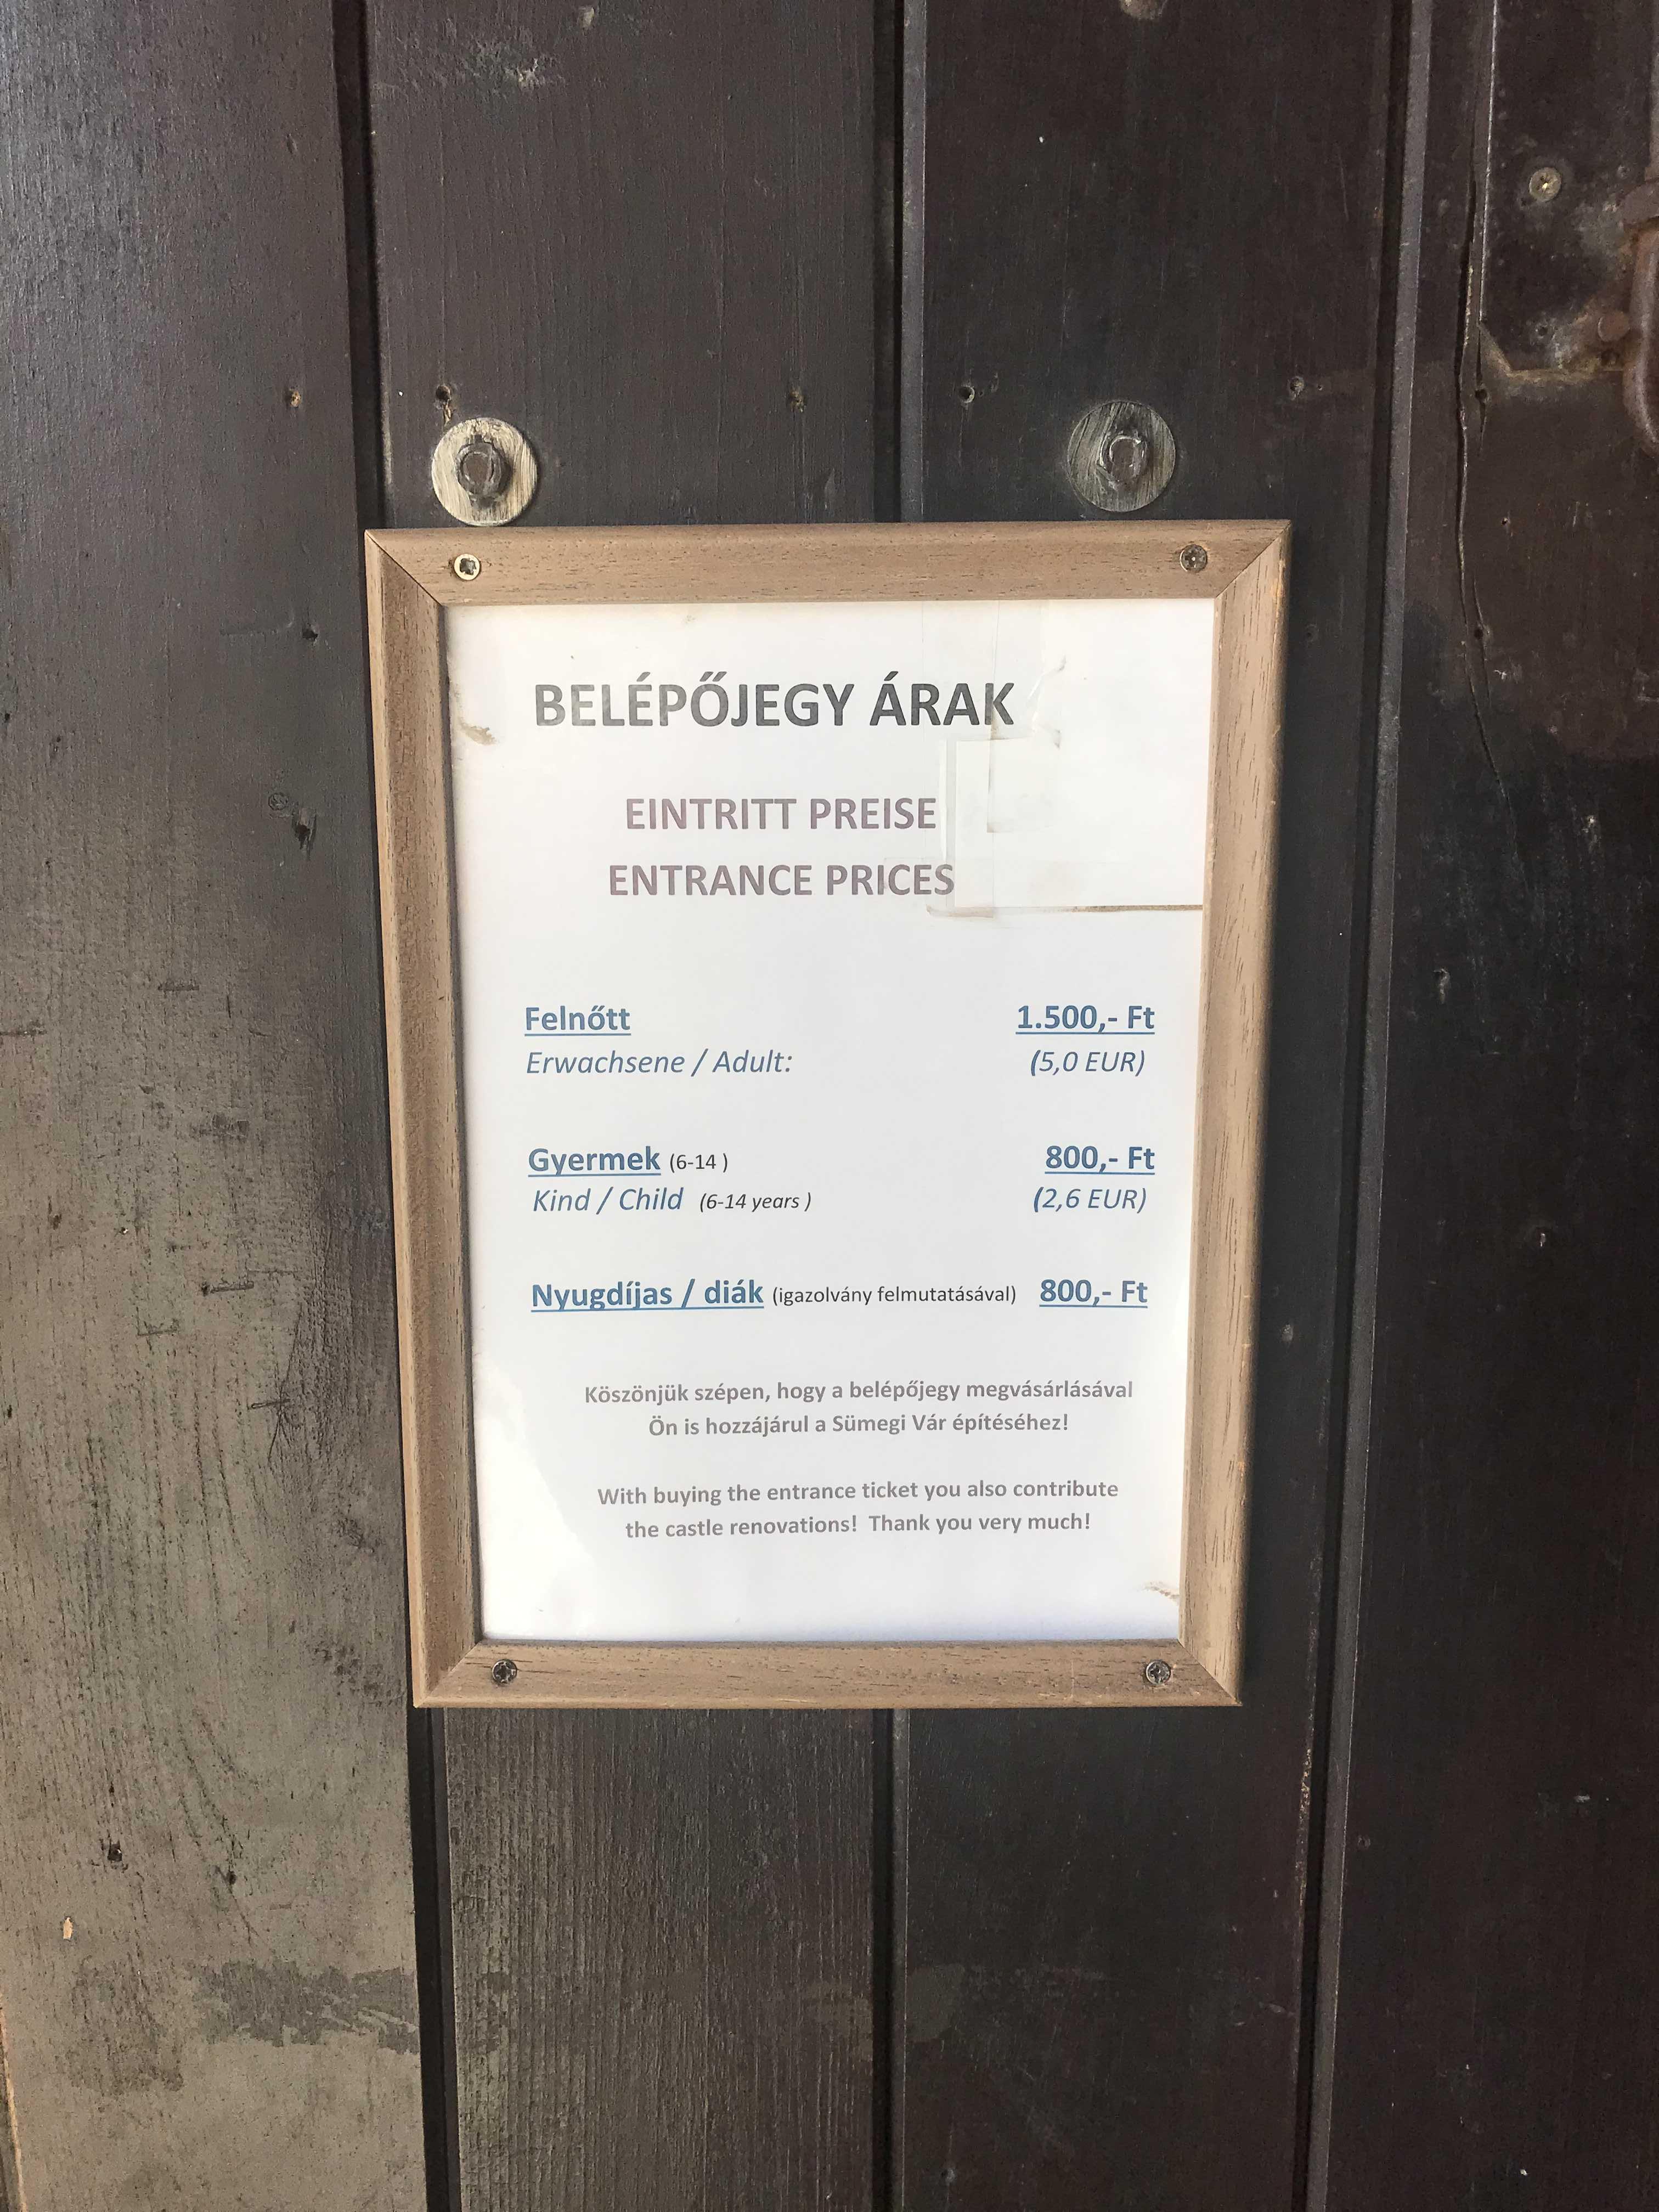 BELÉPŐJEGY ÁRAK
EINTRITT PREISE
ENTRANCE PRICES
Felnőtt 1.500,- Ft
Erwachsene / Adult: (5,0 EUR)
Gyermek (6-14 ) 800,- Ft
Kind / Child (6-14 years ) (2,6 EUR)
Nyugdíjas / diák (igazolvány felmutatásával) 800,- Ft
Köszönjük szépen, hogy a belépőjegy megvásárlásával
Ön is hozzájárul a Sümegi Vár építéséhez!
With buying the entrance ticket you also contribute
the castle renovations! Thank you very much!